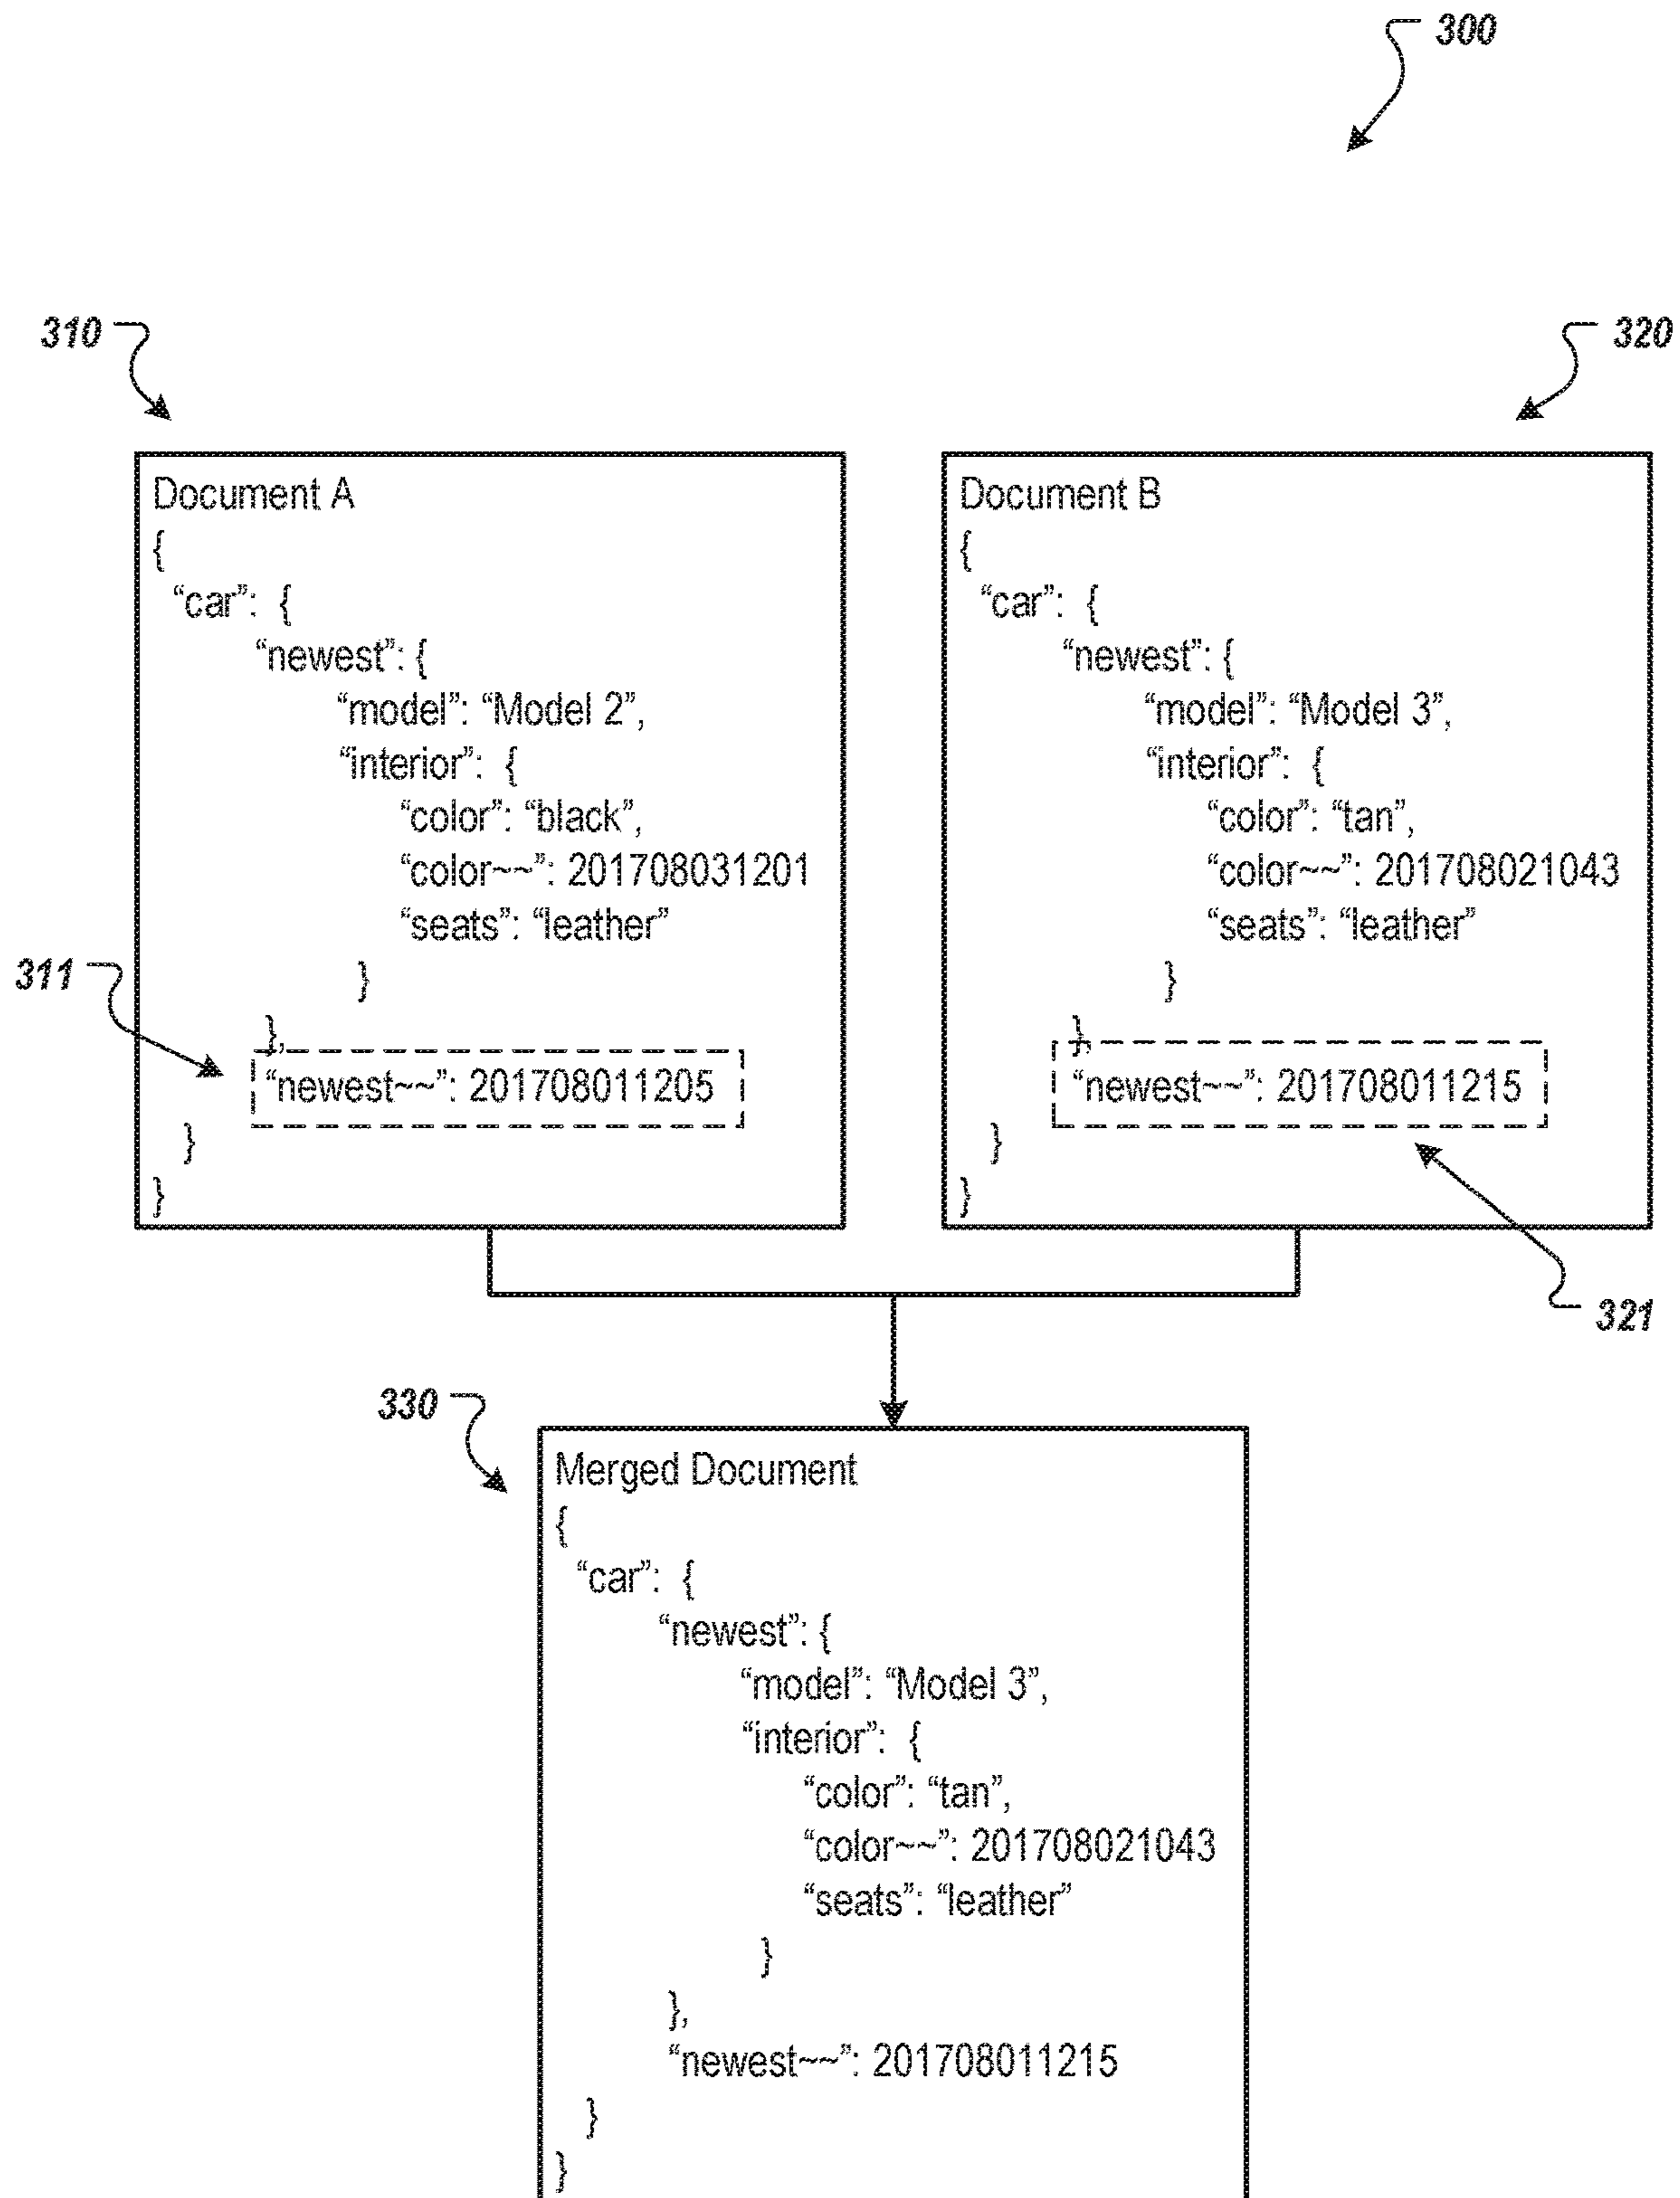 300
310
320
Document A
{
“car”: {
“newest”: {
“model”: “Model 2”,
“interior”: {
“color”: “black”,
“color~~”: 201708031201
“seats”: “leather”
}
},
311
“newest~~”: 201708011205
}
}
Document B
{
“car”: {
“newest”: {
“model”: “Model 3”,
“interior”: {
“color”: “tan”,
“color~~”: 201708021043
“seats”: “leather”
}
},
“newest~~”: 201708011215
}
}
321
330
Merged Document
{
“car”: {
“newest”: {
“model”: “Model 3”,
“interior”: {
“color”: “tan”,
“color~~”: 201708021043
“seats”: “leather”
}
},
“newest~~”: 201708011215
}
}